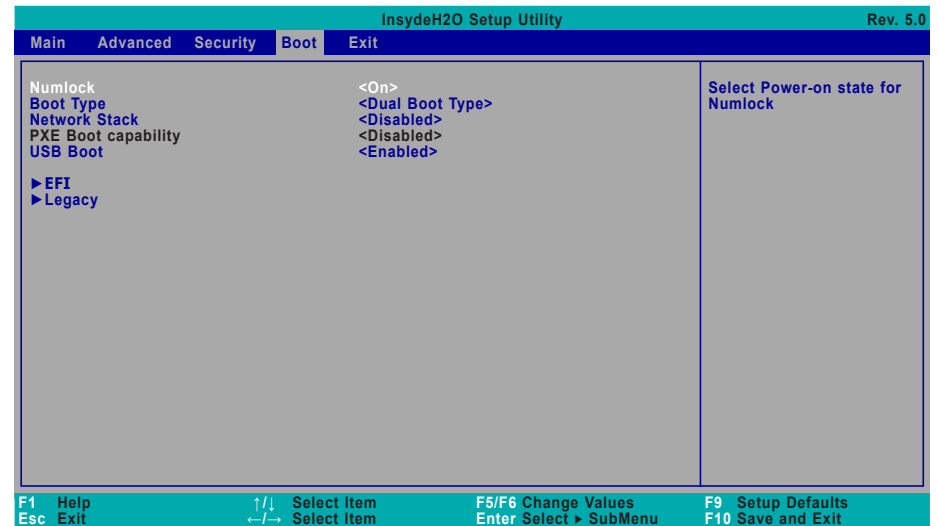 InsydeH2O Setup Utility Rev. 5.0
Main Advanced Security Boot Exit
Numlock <On>
Boot Type <Dual Boot Type>
Network Stack <Disabled>
PXE Boot capability <Disabled>
USB Boot <Enabled>
►EFI
►Legacy
Select Power-on state for
Numlock
F1 Help ↑/↓ Select Item F5/F6 Change Values F9 Setup Defaults
Esc Exit ←/→ Select Item Enter Select ► SubMenu F10 Save and Exit